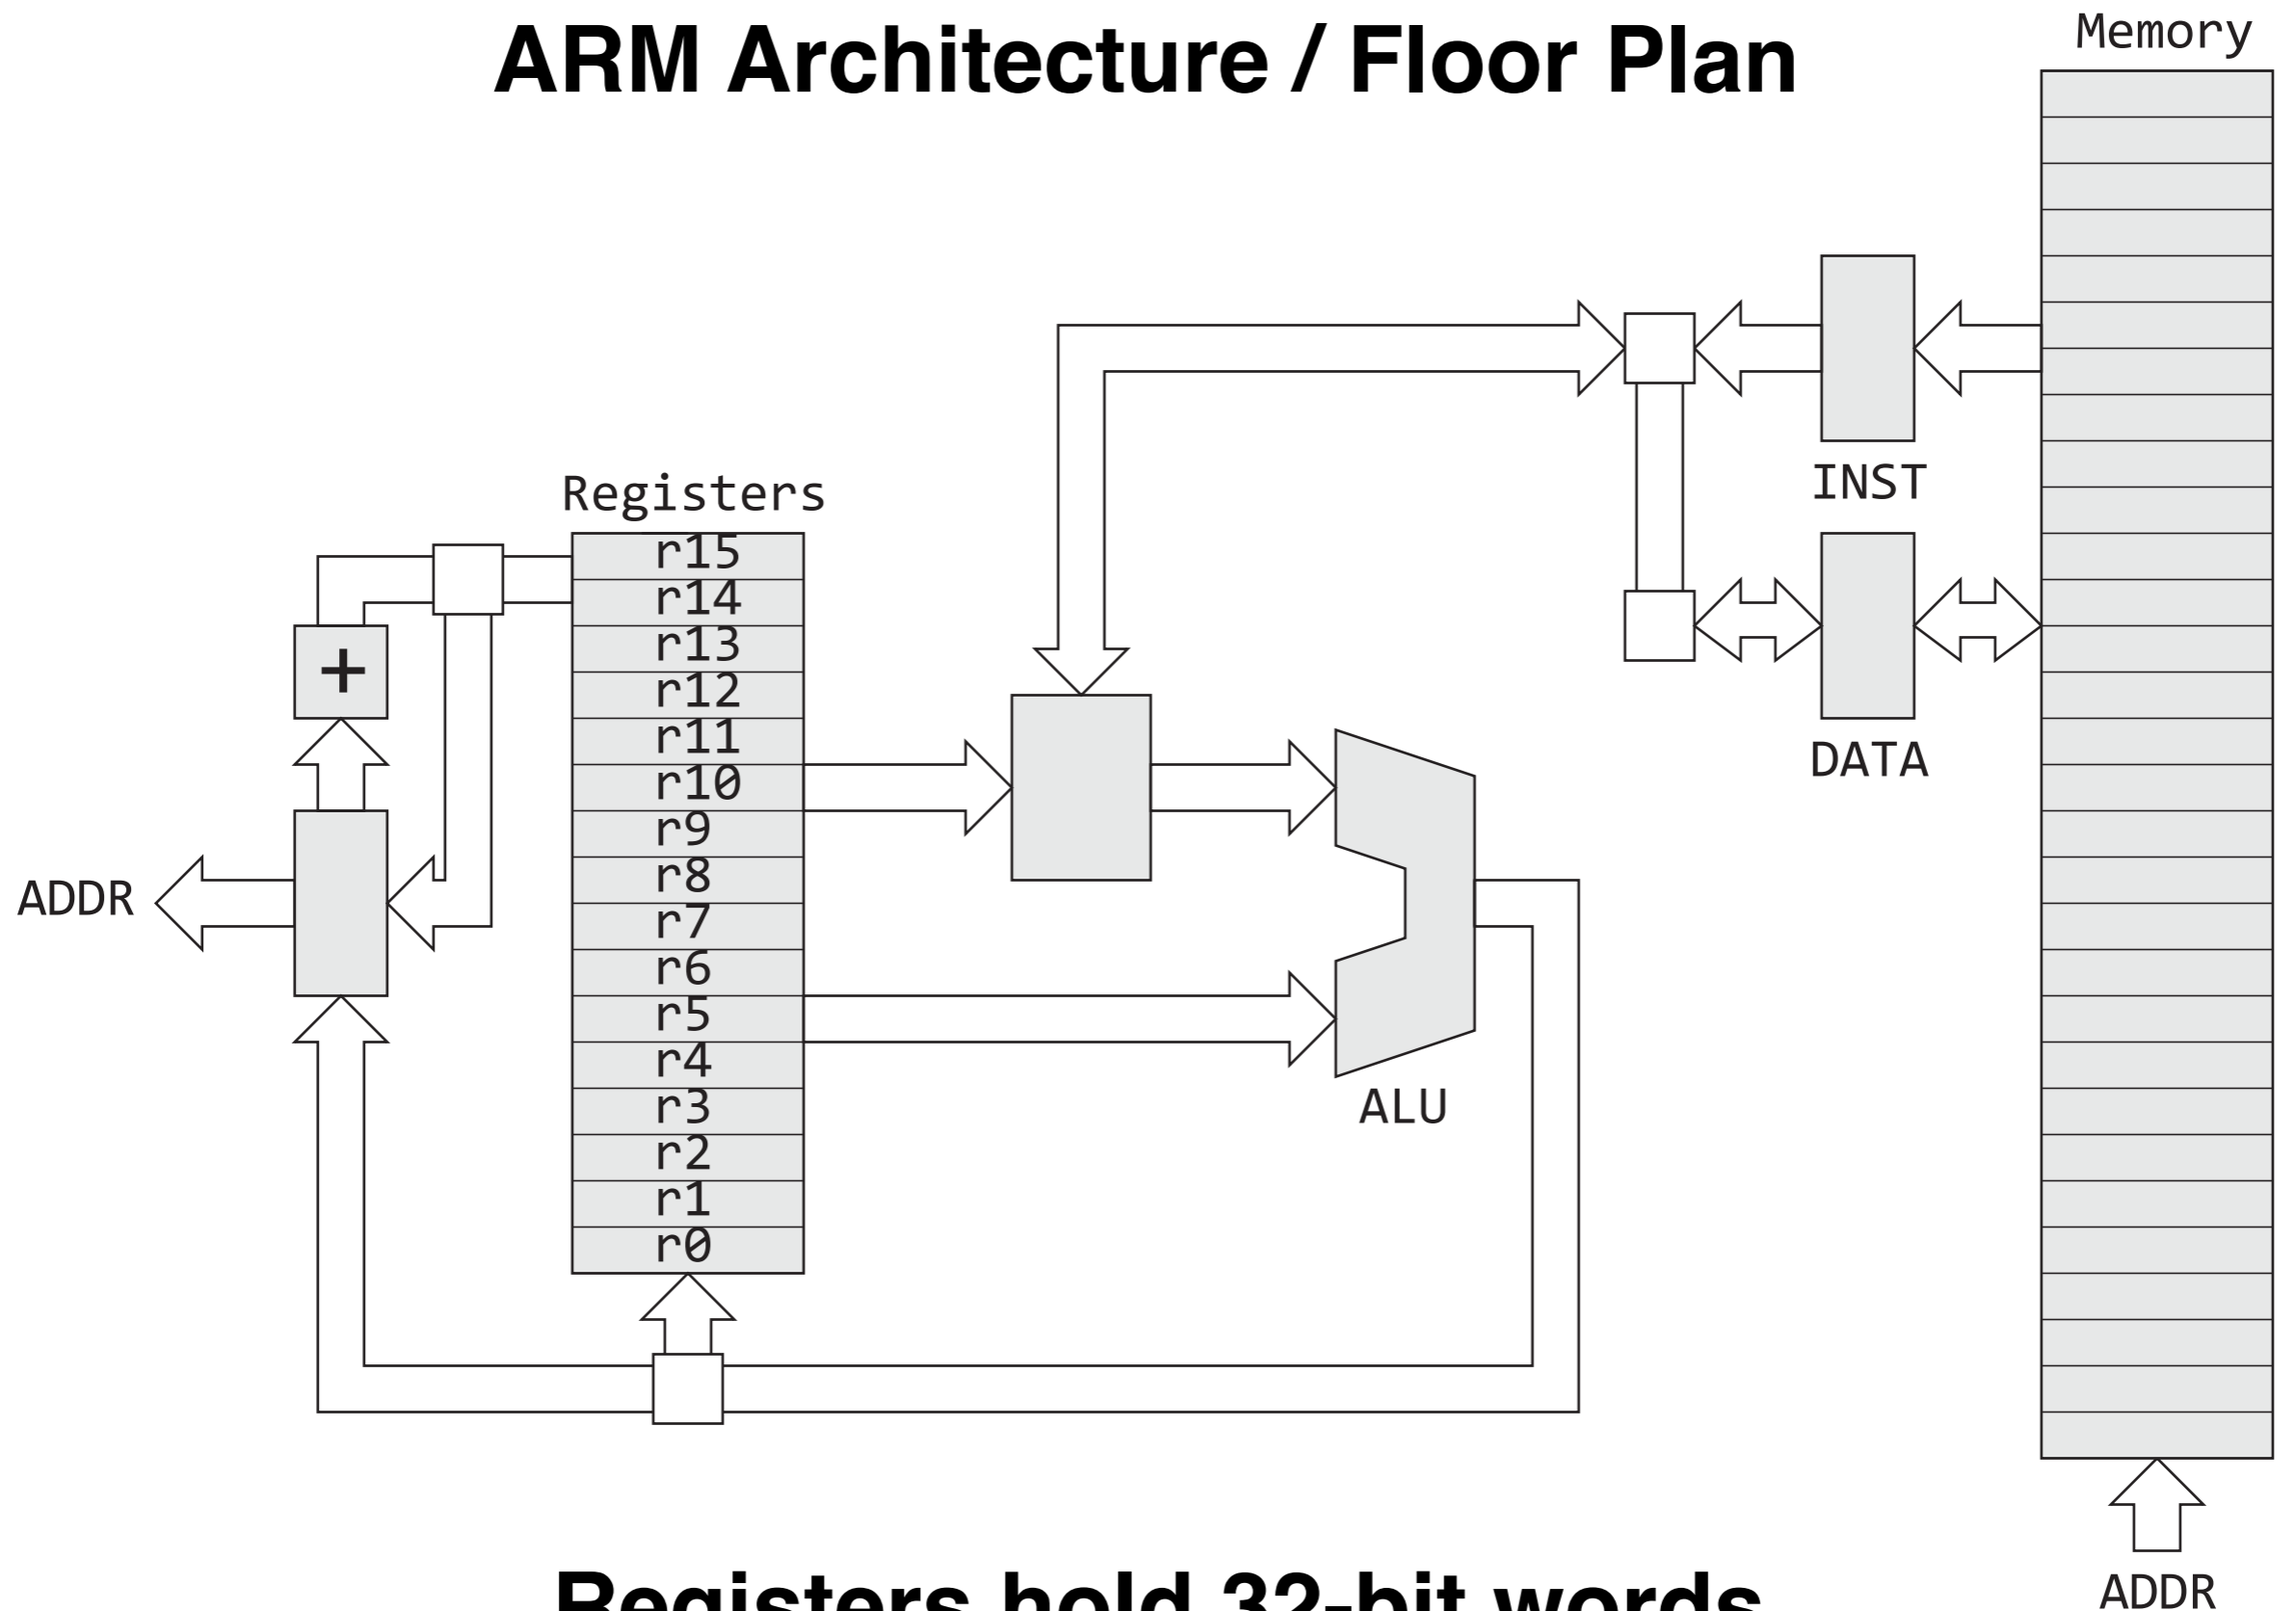 ARM Architecture / Floor Plan
Memory
INST
Registers
r15
r14
r13
+
r12
r11
DATA
r10
r9
r8
ADDR
r7
r6
r5
r4
r3
ALU
r2
r1
r0
Registers hold 32-bit words
ADDR